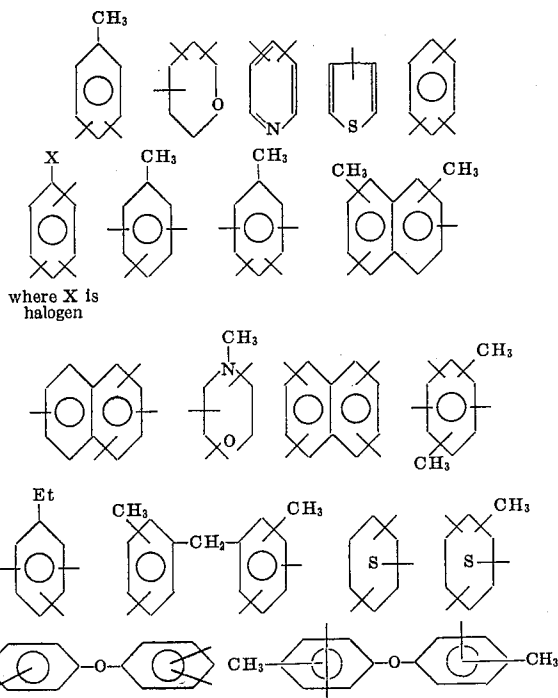 CH3
O N S
X CH3 CH3 CH3 CH3
where X is
halogen
CH3
N CH3
O
CH3
Et CH3 CH3 CH3
CH2 S S
O CH3 O CH3